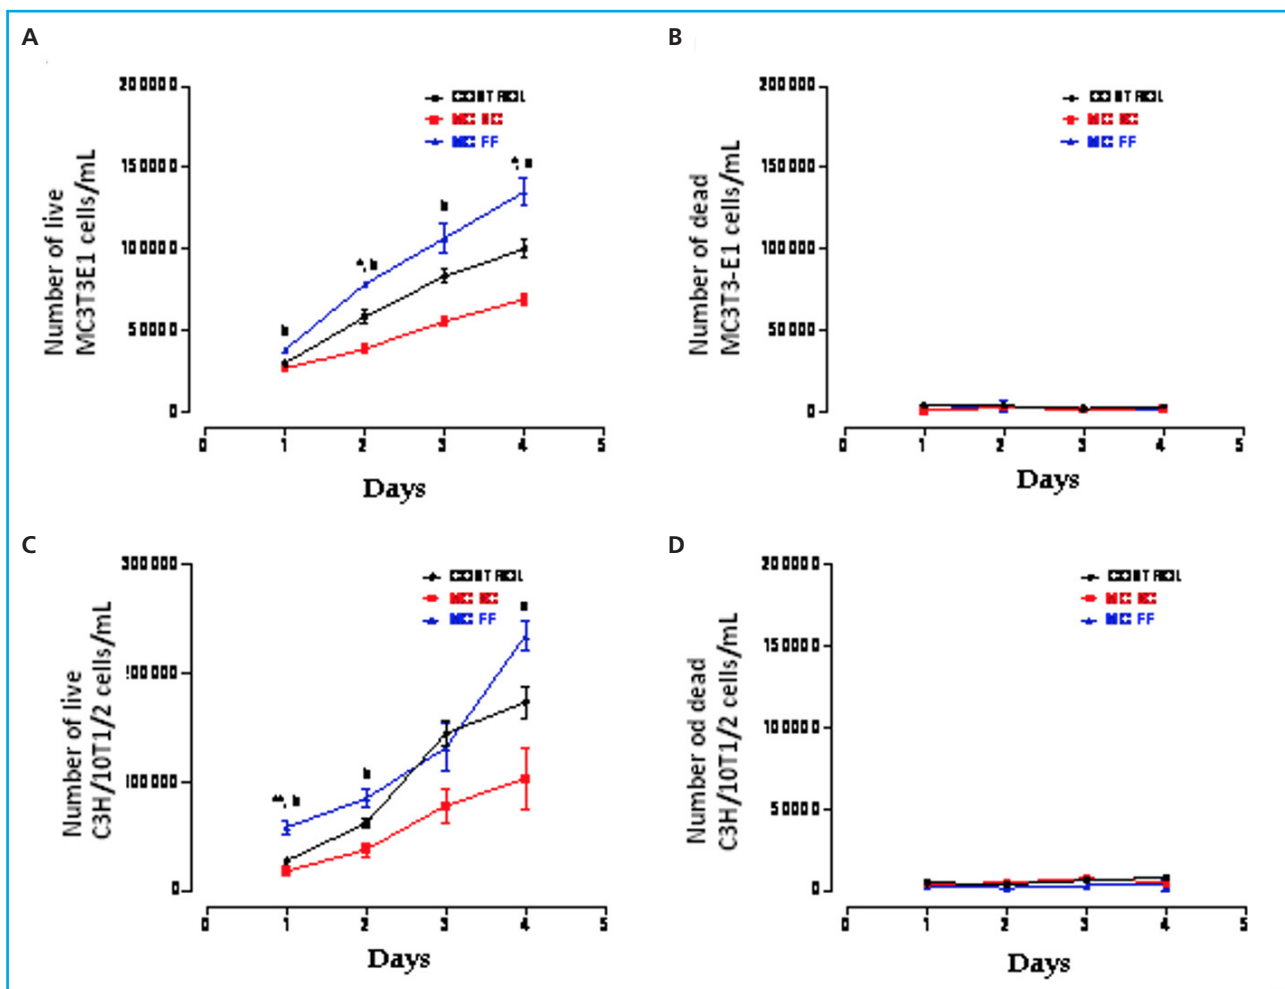 A
200000
150000
100000
50000
0
Number of live
MC3T3E1 cells/mL
CONTROL
MC
MC FF
b
b
b
0 1 2 3 4 5
Days
B
200000
150000
100000
50000
0
Number of dead
MC3T3-E1 cells/mL
CONTROL
MC
MC FF
0 1 2 3 4 5
Days
C
300000
200000
100000
0
Number of live
C3H/10T1/2 cells/mL
CONTROL
MC
MC FF
b
b
0 1 2 3 4 5
Days
D
200000
150000
100000
50000
0
Number od dead
C3H/10T1/2 cells/mL
CONTROL
MC
MC FF
0 1 2 3 4 5
Days